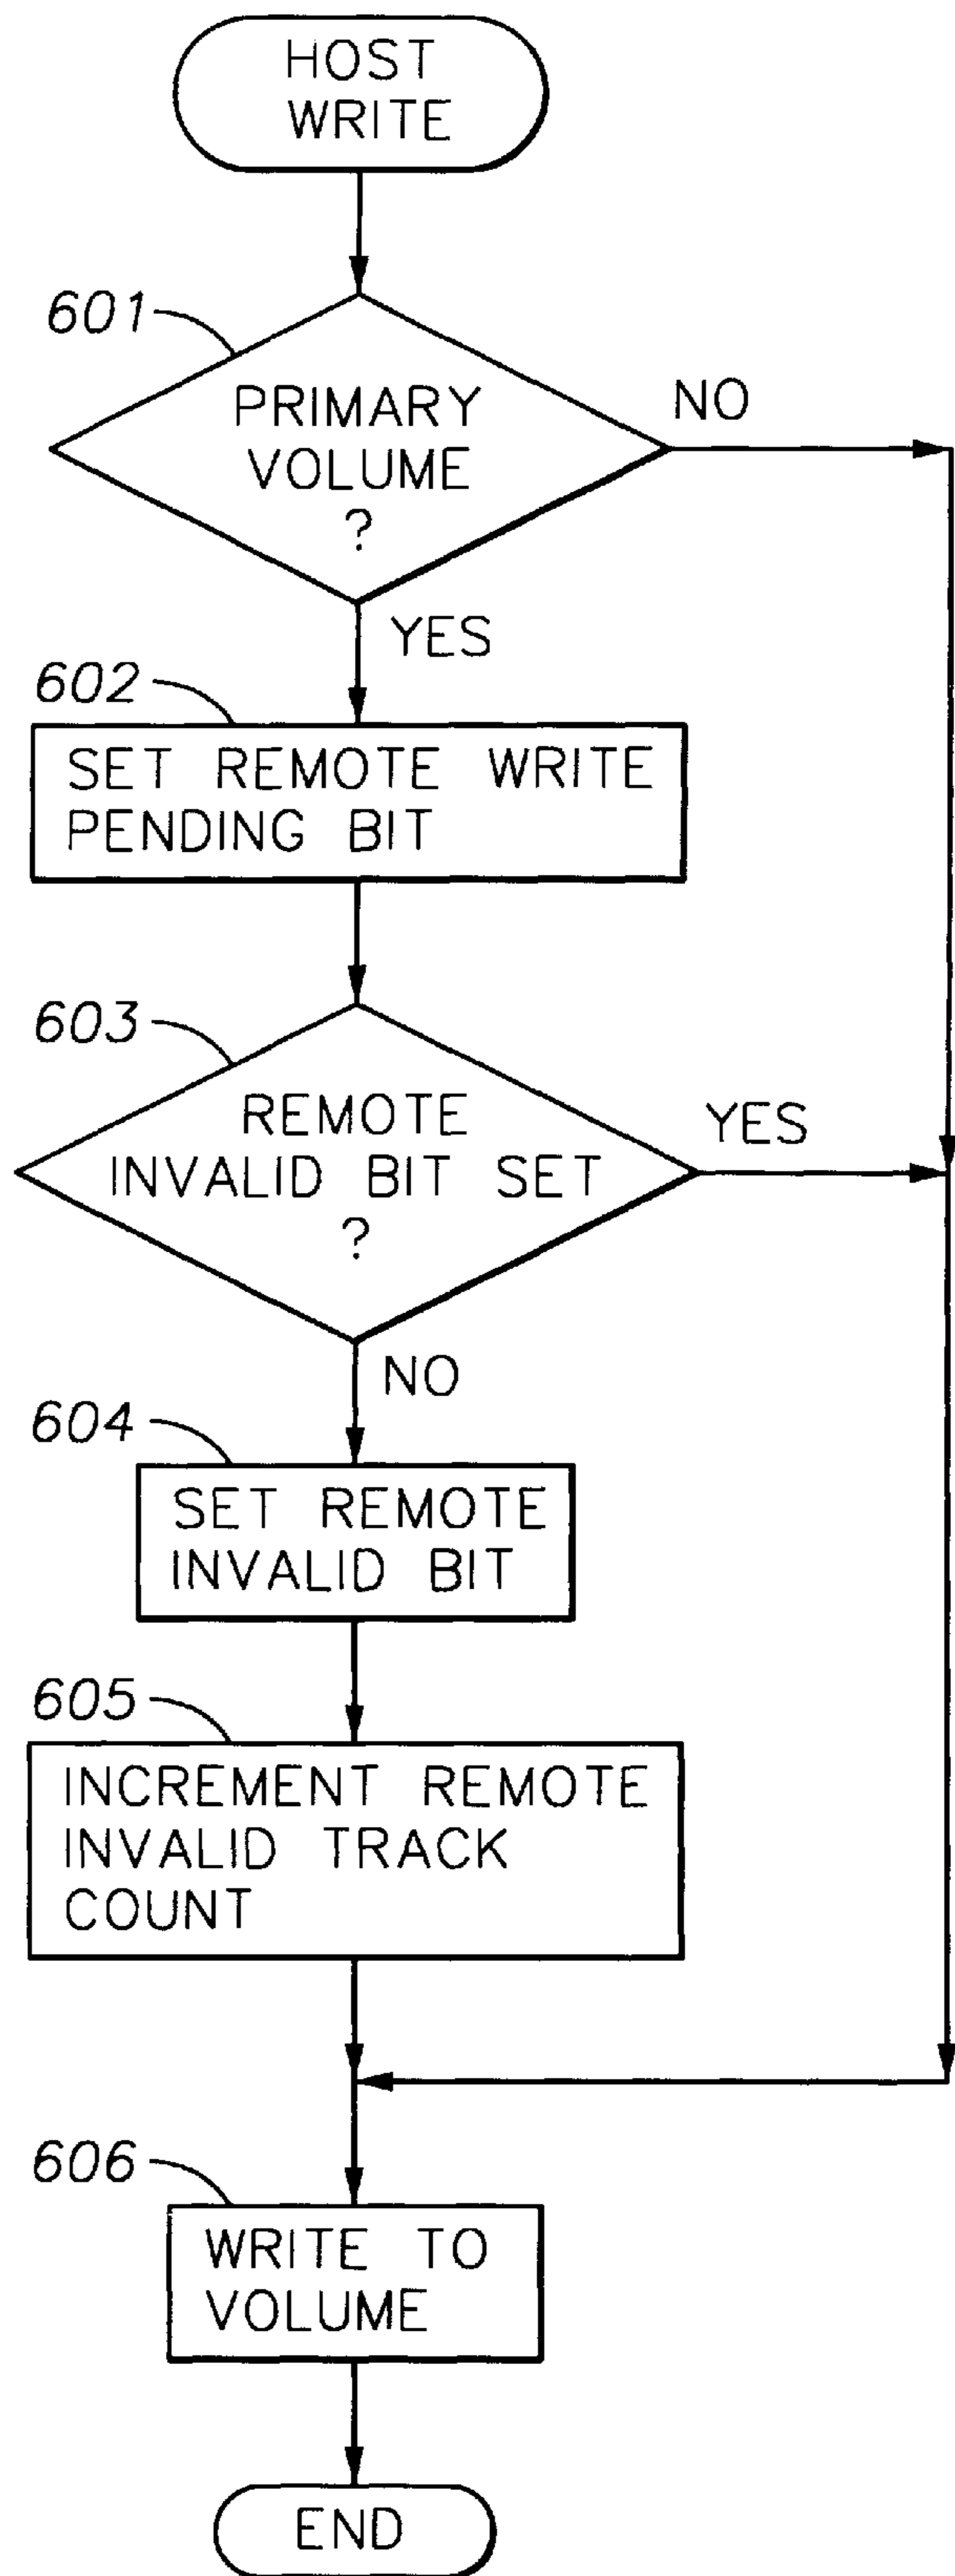 HOST
WRITE
601
PRIMARY
VOLUME
?
NO
YES
602
SET REMOTE WRITE
PENDING BIT
603
REMOTE
INVALID BIT SET
?
YES
NO
604
SET REMOTE
INVALID BIT
605
INCREMENT REMOTE
INVALID TRACK
COUNT
606
WRITE TO
VOLUME
END